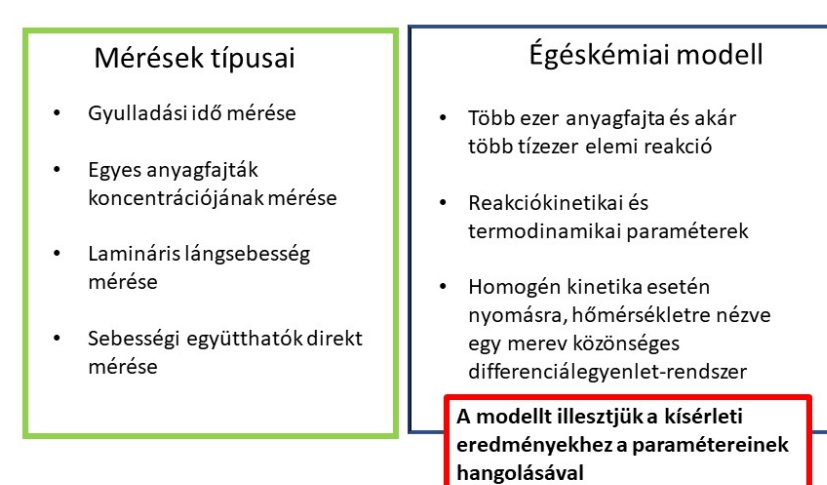 Mérések típusai
• Gyulladási idő mérése
• Egyes anyagfajták
koncentrációjának mérése
• Lamináris lángsebesség
mérése
• Sebességi együtthatók direkt
mérése
Égéskémiai modell
• Több ezer anyagfajta és akár
több tízezer elemi reakció
• Reakciókinetikai és
termodinamikai paraméterek
• Homogén kinetika esetén
nyomásra, hőmérsékletre nézve
egy merev közönséges
differenciálegyenlet-rendszer
A modellt illesztjük a kísérleti
eredményekhez a paramétereinek
hangolásával